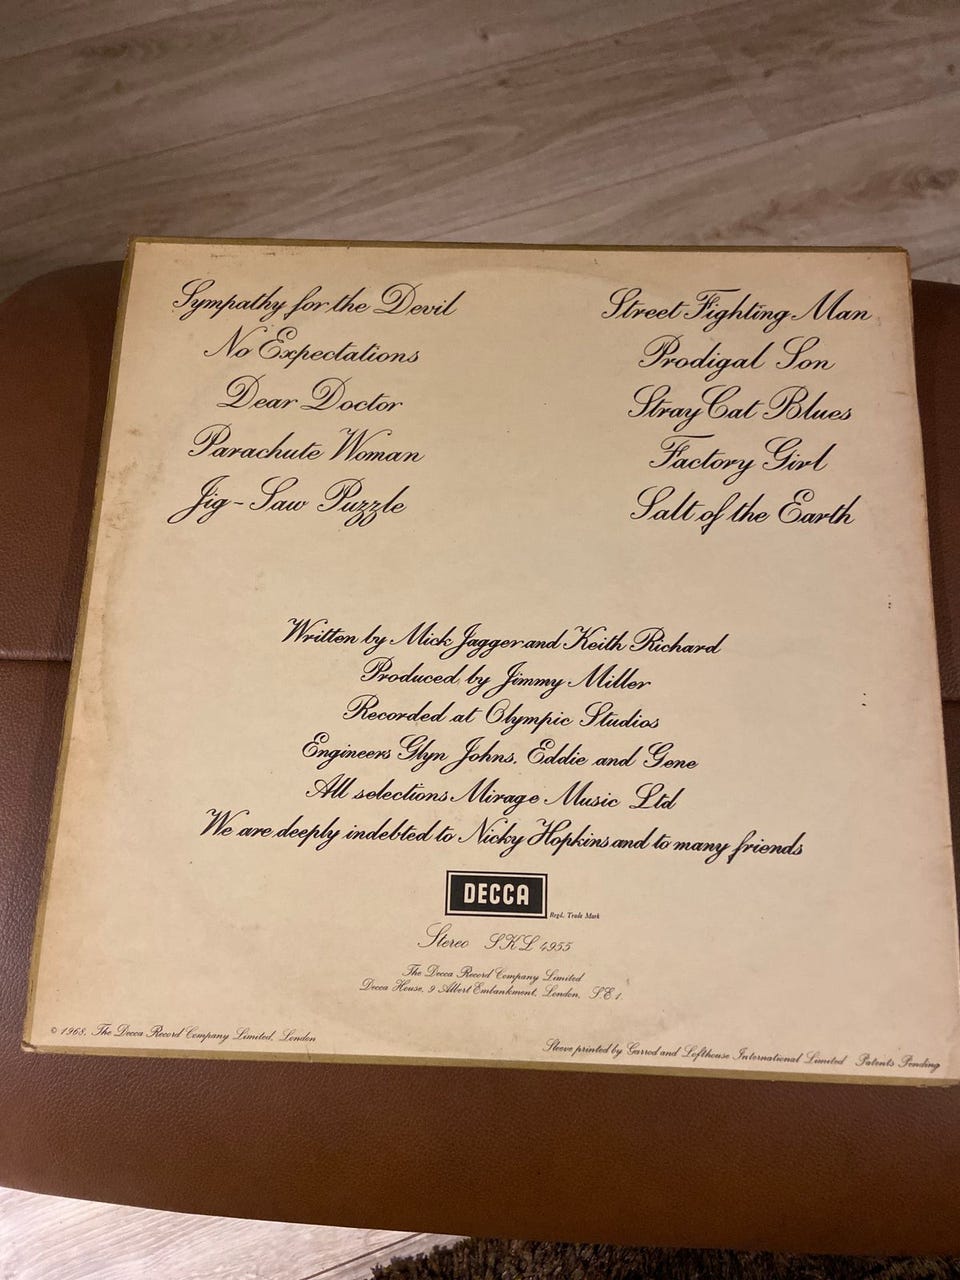 Sympathy for the Devil
No Expectations
Dear Doctor
Parachute Woman
Jig-Saw Puzzle
Street Fighting Man
Prodigal Son
Stray Cat Blues
Factory Girl
Salt of the Earth
Written by Mick Jagger and Keith Richard
Produced by Jimmy Miller
Recorded at Olympic Studios
Engineers Glyn Johns, Eddie and Gene
All selections Mirage Music Ltd
We are deeply indebted to Nicky Hopkins and to many friends
DECCA
Regd. Trade Mark
Stereo SKL 4955
The Decca Record Company Limited
Decca House, 9 Albert Embankment, London, S.E.1.
© 1968, The Decca Record Company Limited, London
Sleeve printed by Garrod and Lofthouse International Limited Patents Pending